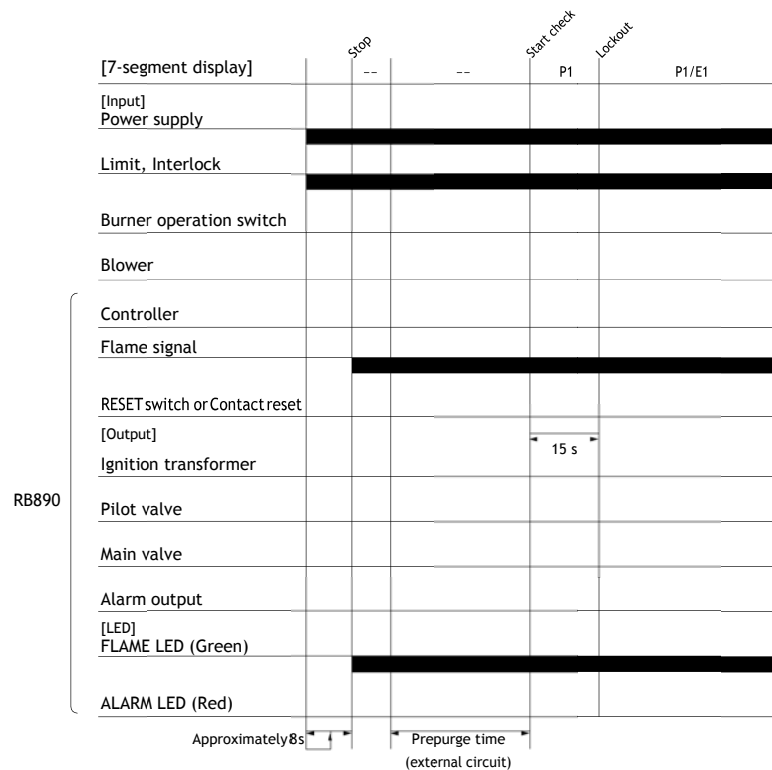 Stop
Start check
Lockout
[7-segment display] -- -- P1 P1/E1
[Input]
Power supply
Limit, Interlock
Burner operation switch
Blower
Controller
Flame signal
RESET switch or Contact reset
[Output]
15 s
Ignition transformer
RB890
Pilot valve
Main valve
Alarm output
[LED]
FLAME LED (Green)
ALARM LED (Red)
Approximately 8s Prepurge time
(external circuit)